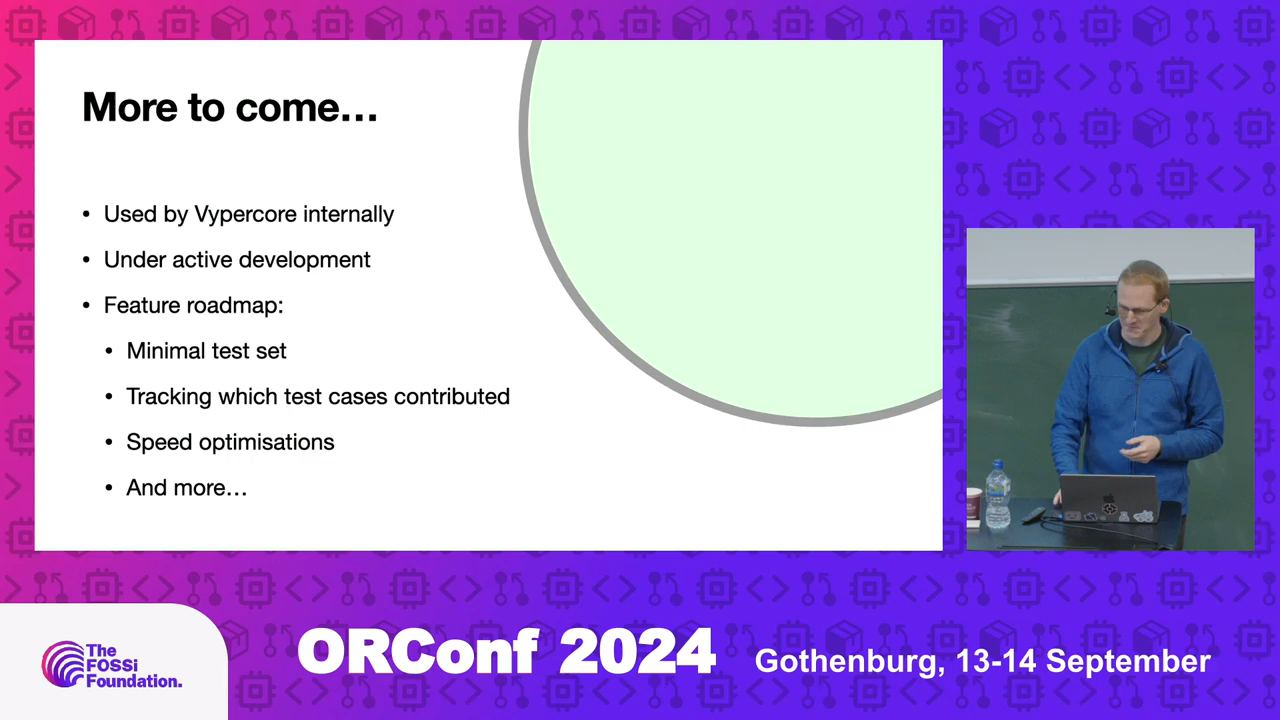 More to come…
• Used by Vypercore internally
• Under active development
• Feature roadmap:
• Minimal test set
• Tracking which test cases contributed
• Speed optimisations
• And more…
The
FOSSi
Foundation.
ORConf 2024
Gothenburg, 13-14 September